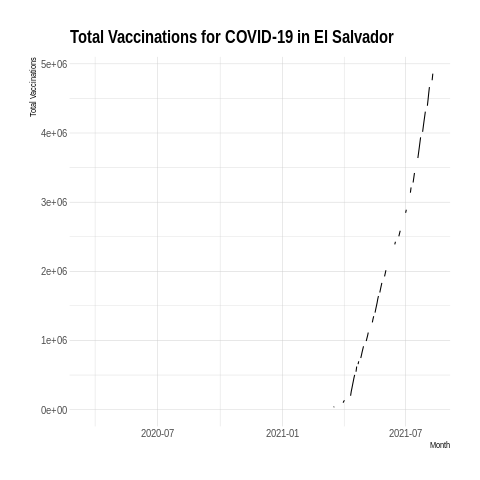 Total Vaccinations for COVID-19 in El Salvador
Total Vaccinations
5e+06
4e+06
3e+06
2e+06
1e+06
0e+00
2020-07
2021-01
2021-07
Month